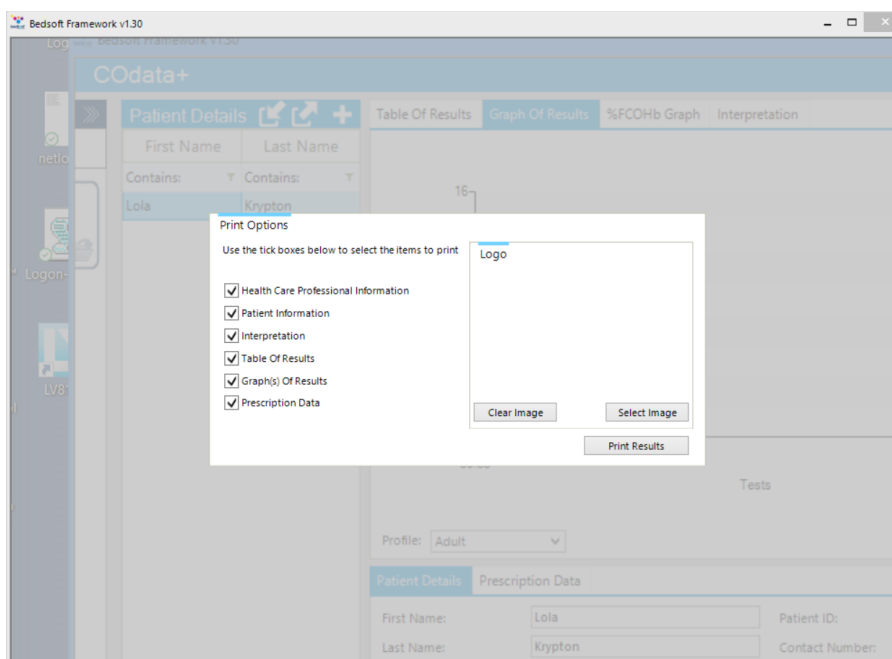 Bedsoft Framework v1.30
Bedsoft Framework v1.30
COdata+
Patient Details
Table Of Results
Graph Of Results
%FCOHb Graph
Interpretation
First Name
Last Name
Contains:
Contains:
Lola
Krypton
16
Print Options
Use the tick boxes below to select the items to print
Health Care Professional Information
Patient Information
Interpretation
Table Of Results
Graph(s) Of Results
Prescription Data
Logo
Clear Image
Select Image
Print Results
Tests
Profile:
Adult
Patient Details
Prescription Data
First Name:
Lola
Patient ID:
Last Name:
Krypton
Contact Number: